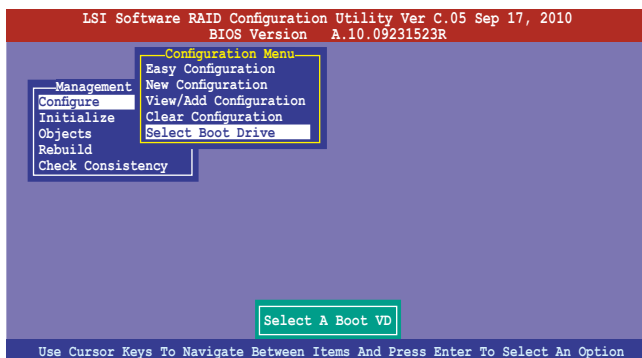 LSI Software RAID Configuration Utility Ver C.05 Sep 17, 2010
BIOS Version A.10.09231523R
Configuration Menu
Easy Configuration
New Configuration
View/Add Configuration
Clear Configuration
Select Boot Drive
Management
Configure
Initialize
Objects
Rebuild
Check Consistency
Select A Boot VD
Use Cursor Keys To Navigate Between Items And Press Enter To Select An Option